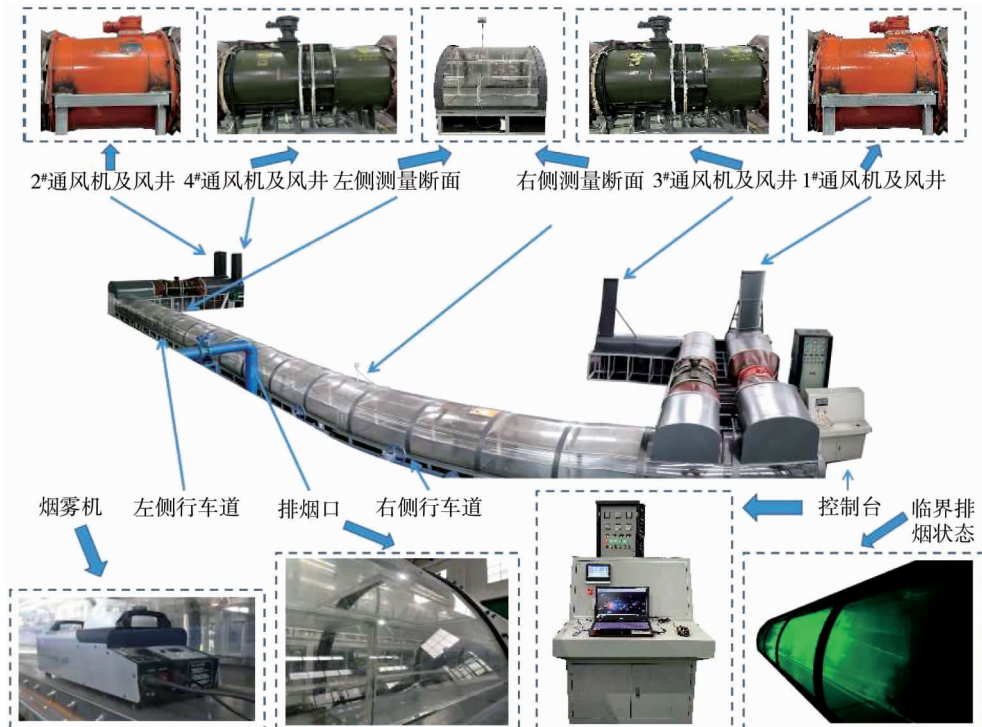 2#通风机及风井
4#通风机及风井
左侧测量断面
右侧测量断面
3#通风机及风井
1#通风机及风井
烟雾机
左侧行车道
排烟口
右侧行车道
控制台
临界排
烟状态